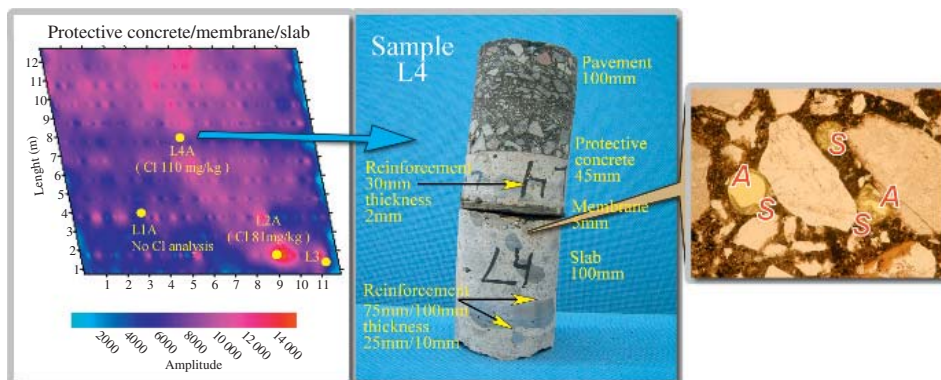 Protective concrete/membrane/slab
12
11
10
9
8
7
6
5
4
3
2
1
Lenght (m)
L4A
( Cl 110 mg/kg )
L1A
No Cl analysis
L2A
( Cl 81mg/kg )
L3
1 2 3 4 5 6 7 8 9 10 11
2000 4000 6000 8000 10 000 12 000 14 000
Amplitude
Sample
L4
Pavement
100mm
Protective
concrete
45mm
Reinforcement
30mm
thickness
2mm
Membrane
5mm
Slab
100mm
Reinforcement
75mm/100mm
thickness
25mm/10mm
L4
S
A
S
A
S